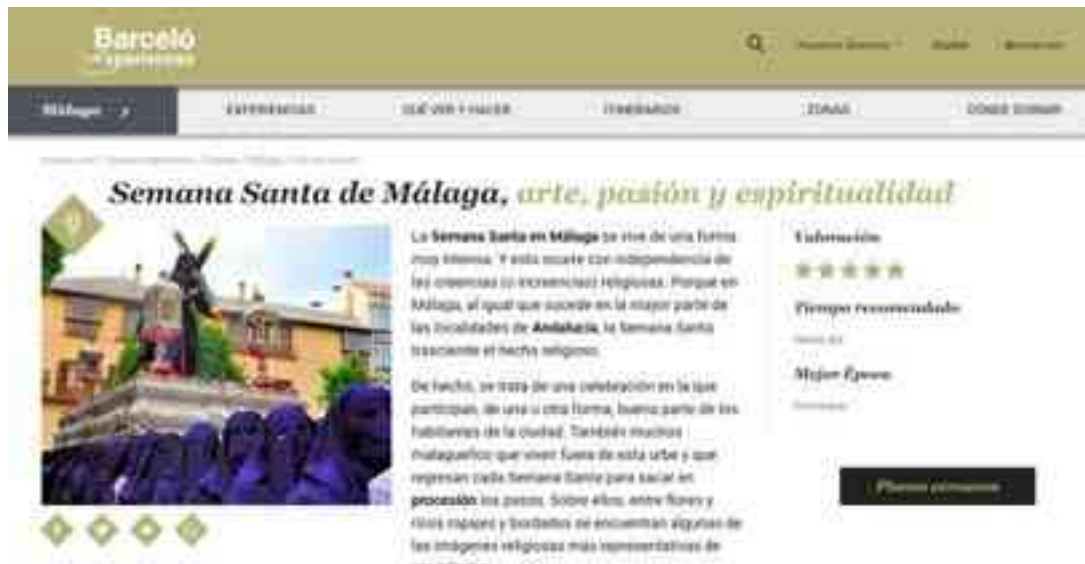 Barceló
experiencias
Málaga
EXPERIENCIAS
QUÉ VER Y HACER
ITINERARIOS
ZONAS
DÓNDE DORMIR
Semana Santa de Málaga, arte, pasión y espiritualidad
La Semana Santa en Málaga se vive de una forma
muy intensa. Y esto ocurre con independencia de
las creencias (o increencias) religiosas. Porque en
Málaga, al igual que sucede en la mayor parte de
las localidades de Andalucía, la Semana Santa
trasciende el hecho religioso.
De hecho, se trata de una celebración en la que
participan, de una u otra forma, buena parte de los
habitantes de la ciudad. También muchos
malagueños que viven fuera de esta urbe y que
regresan cada Semana Santa para sacar en
procesión los pasos. Sobre ellos, entre flores y
ricos ropajes y bordados se encuentran algunas de
las imágenes religiosas más representativas de
Valoración
Tiempo recomendado
Mejor Época
Planes cercanos